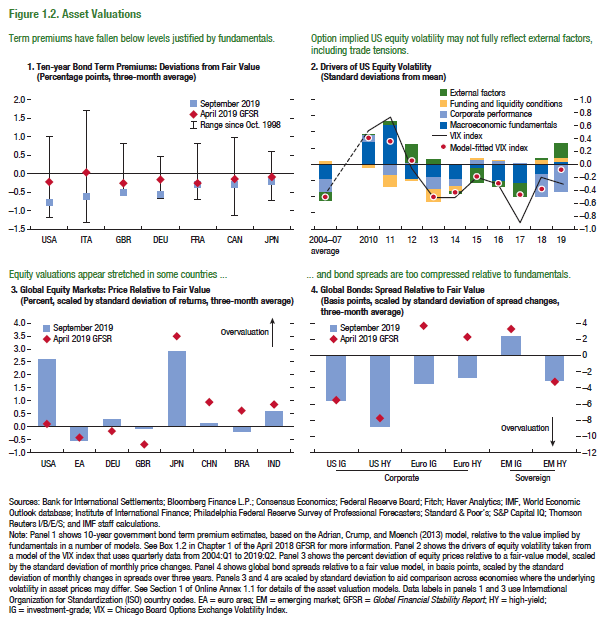 Figure 1.2. Asset Valuations
Term premiums have fallen below levels justified by fundamentals.
1. Ten-year Bond Term Premiums: Deviations from Fair Value
(Percentage points, three-month average)
September 2019
April 2019 GFSR
Range since Oct. 1998
2.0
1.5
1.0
0.5
0.0
–0.5
–1.0
–1.5
USA ITA GBR DEU FRA CAN JPN
Option implied US equity volatility may not fully reflect external factors,
including trade tensions.
2. Drivers of US Equity Volatility
(Standard deviations from mean)
External factors
Funding and liquidity conditions
Corporate performance
Macroeconomic fundamentals
VIX index
Model-fitted VIX index
1.0
0.8
0.6
0.4
0.2
0.0
–0.2
–0.4
–0.6
–0.8
–1.0
2004–07 2010 11 12 13 14 15 16 17 18 19
average
Equity valuations appear stretched in some countries ...
3. Global Equity Markets: Price Relative to Fair Value
(Percent, scaled by standard deviation of returns, three-month average)
September 2019
April 2019 GFSR
Overvaluation
4.0
3.5
3.0
2.5
2.0
1.5
1.0
0.5
0.0
–0.5
–1.0
USA EA DEU GBR JPN CHN BRA IND
... and bond spreads are too compressed relative to fundamentals.
4. Global Bonds: Spread Relative to Fair Value
(Basis points, scaled by standard deviation of spread changes,
three-month average)
September 2019
April 2019 GFSR
Overvaluation
4
2
0
–2
–4
–6
–8
–10
–12
US IG US HY Euro IG Euro HY EM IG EM HY
Corporate Sovereign
Sources: Bank for International Settlements; Bloomberg Finance L.P.; Consensus Economics; Federal Reserve Board; Fitch; Haver Analytics; IMF, World Economic
Outlook database; Institute of International Finance; Philadelphia Federal Reserve Survey of Professional Forecasters; Standard & Poor's; S&P Capital IQ; Thomson
Reuters I/B/E/S; and IMF staff calculations.
Note: Panel 1 shows 10-year government bond term premium estimates, based on the Adrian, Crump, and Moench (2013) model, relative to the value implied by
fundamentals in a number of models. See Box 1.2 in Chapter 1 of the April 2018 GFSR for more information. Panel 2 shows the drivers of equity volatility taken from
a model of the VIX index that uses quarterly data from 2004:Q1 to 2019:Q2. Panel 3 shows the percent deviation of equity prices relative to a fair-value model, scaled
by the standard deviation of monthly price changes. Panel 4 shows global bond spreads relative to a fair value model, in basis points, scaled by the standard
deviation of monthly changes in spreads over three years. Panels 3 and 4 are scaled by standard deviation to aid comparison across economies where the underlying
volatility in asset prices may differ. See Section 1 of Online Annex 1.1 for details of the asset valuation models. Data labels in panels 1 and 3 use International
Organization for Standardization (ISO) country codes. EA = euro area; EM = emerging market; GFSR = Global Financial Stability Report; HY = high-yield;
IG = investment-grade; VIX = Chicago Board Options Exchange Volatility Index.